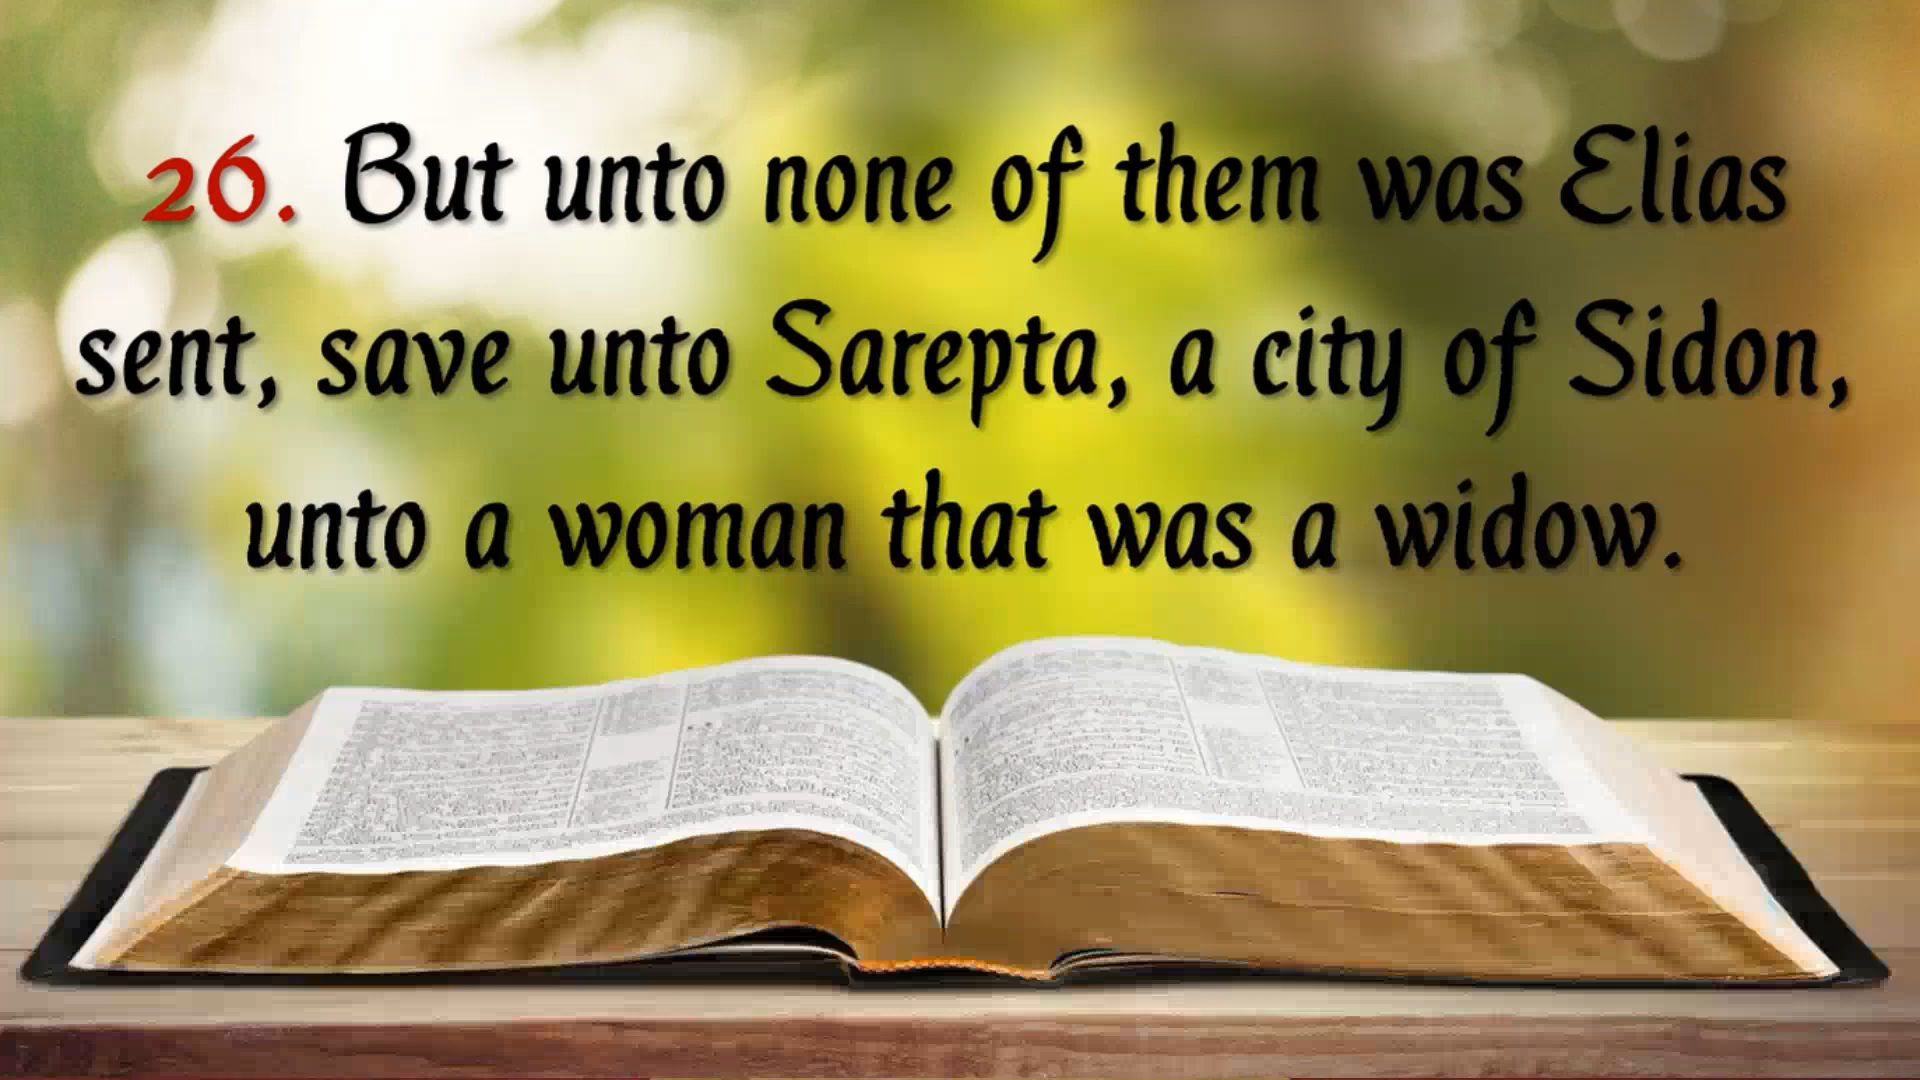 26. But unto none of them was Elias
sent, save unto Sarepta, a city of Sidon,
unto a woman that was a widow.